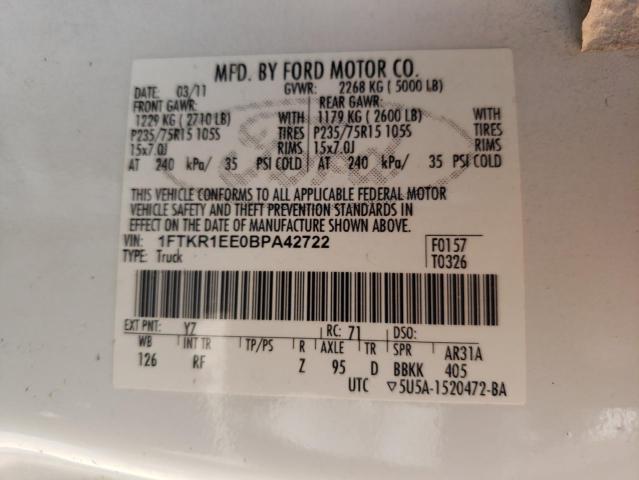 MFD. BY FORD MOTOR CO.
DATE: 03/11 GVWR: 2268 KG ( 5000 LB)
FRONT GAWR: REAR GAWR:
1229 KG ( 2710 LB) WITH 1179 KG ( 2600 LB) WITH
P235/75R15 105S TIRES P235/75R15 105S TIRES
15x7.0J RIMS 15x7.0J RIMS
AT 240 kPa/ 35 PSI COLD AT 240 kPa/ 35 PSI COLD
THIS VEHICLE CONFORMS TO ALL APPLICABLE FEDERAL MOTOR
VEHICLE SAFETY AND THEFT PREVENTION STANDARDS IN
EFFECT ON THE DATE OF MANUFACTURE SHOWN ABOVE.
VIN: 1FTKR1EE0BPA42722 F0157
TYPE: Truck T0326
EXT PNT: YZ RC: 71 DSO:
WB INT TR TP/PS R AXLE TR SPR AR31A
126 RF Z 95 D BBKK 405
UTC ▽5U5A-1520472-BA